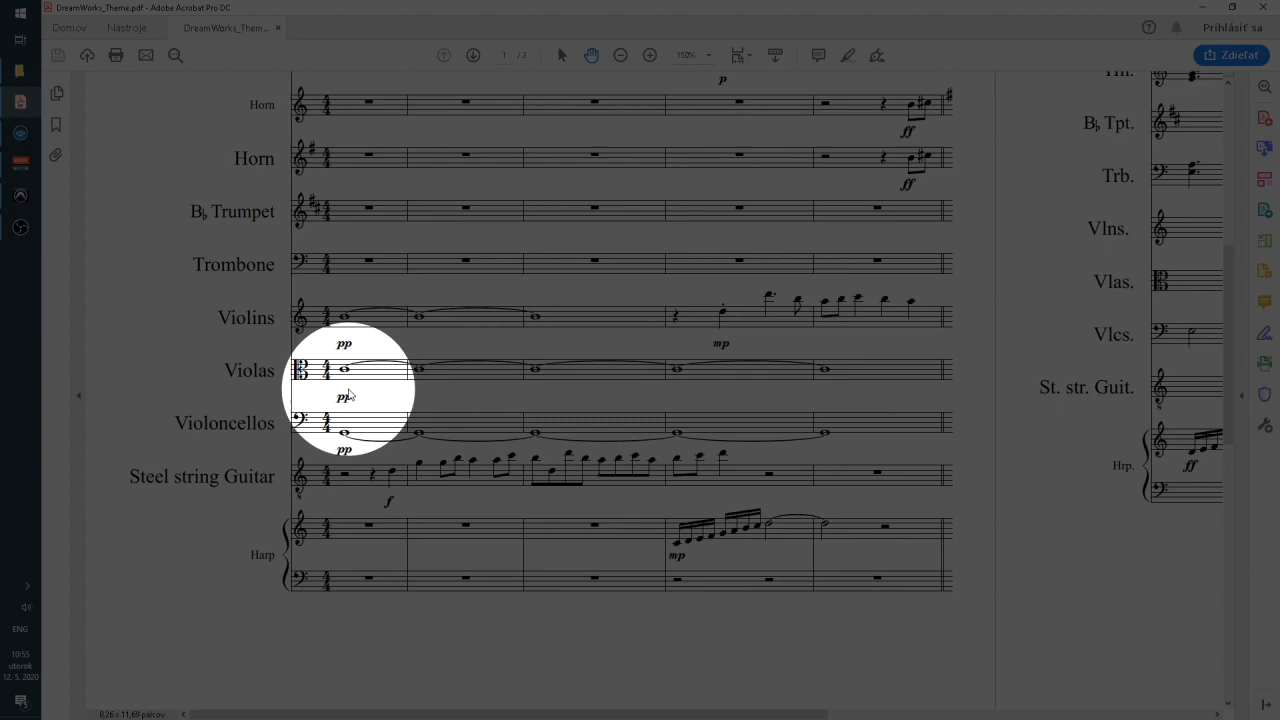 DreamWorks_Theme.pdf - Adobe Acrobat Pro DC
Domov Nástroje DreamWorks_Them... × Prihlásiť sa
1 / 2 150% Zdieľať
p
Horn
ff
Horn
ff
B♭ Trumpet
Trombone
Violins
pp mp
Violas
pp
Violoncellos
pp
Steel string Guitar
f
Harp
mp
B♭ Tpt.
Trb.
Vlns.
Vlas.
Vlcs.
St. str. Guit.
Hrp.
ff
ENG
10:55
utorok
12. 5. 2020
8,26 x 11,69 palcov